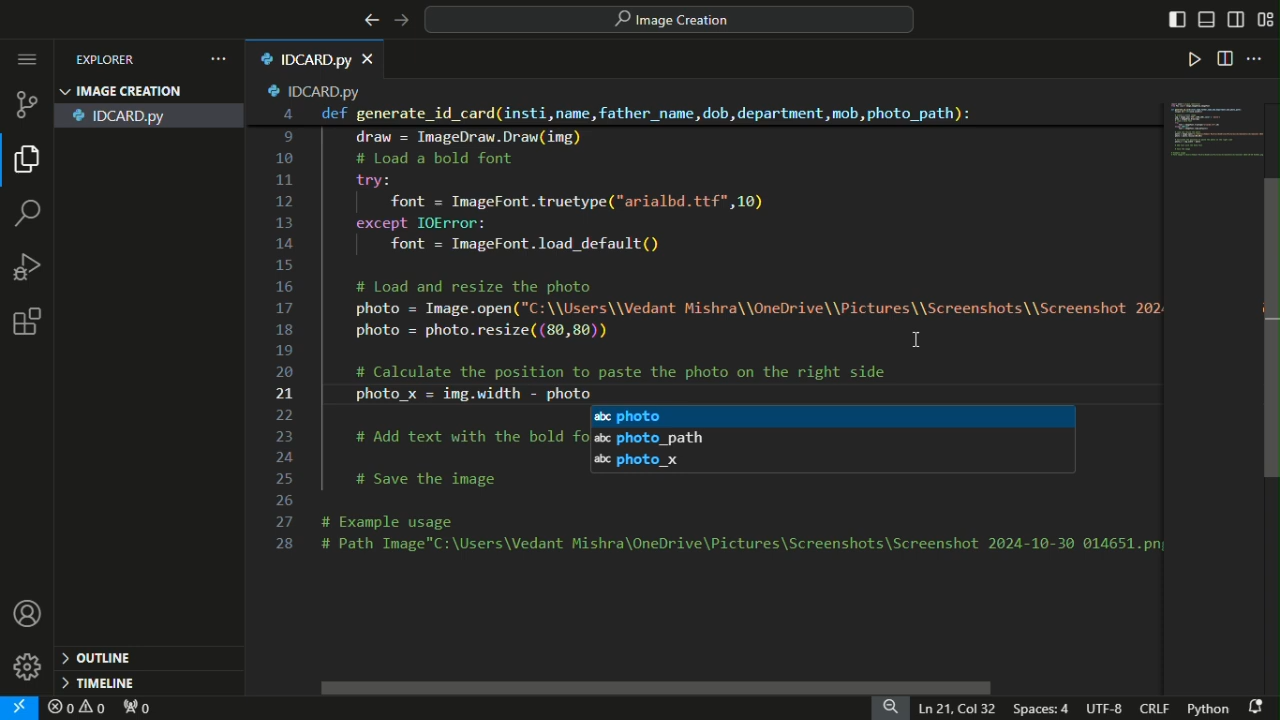 Image Creation
EXPLORER
IDCARD.py
IMAGE CREATION
IDCARD.py
IDCARD.py
4 def generate_id_card(insti,name,father_name,dob,department,mob,photo_path):
9 draw = ImageDraw.Draw(img)
10 # Load a bold font
11 try:
12 font = ImageFont.truetype("arialbd.ttf",10)
13 except IOError:
14 font = ImageFont.load_default()
15
16 # Load and resize the photo
17 photo = Image.open("C:\\Users\\Vedant Mishra\\OneDrive\\Pictures\\Screenshots\\Screenshot 202
18 photo = photo.resize((80,80))
19
20 # Calculate the position to paste the photo on the right side
21 photo_x = img.width - photo
22 abc photo
23 # Add text with the bold fo abc photo_path
24 abc photo_x
25 # Save the image
26
27 # Example usage
28 # Path Image"C:\Users\Vedant Mishra\OneDrive\Pictures\Screenshots\Screenshot 2024-10-30 014651.pn
OUTLINE
TIMELINE
0 0 0 Ln 21, Col 32 Spaces: 4 UTF-8 CRLF Python